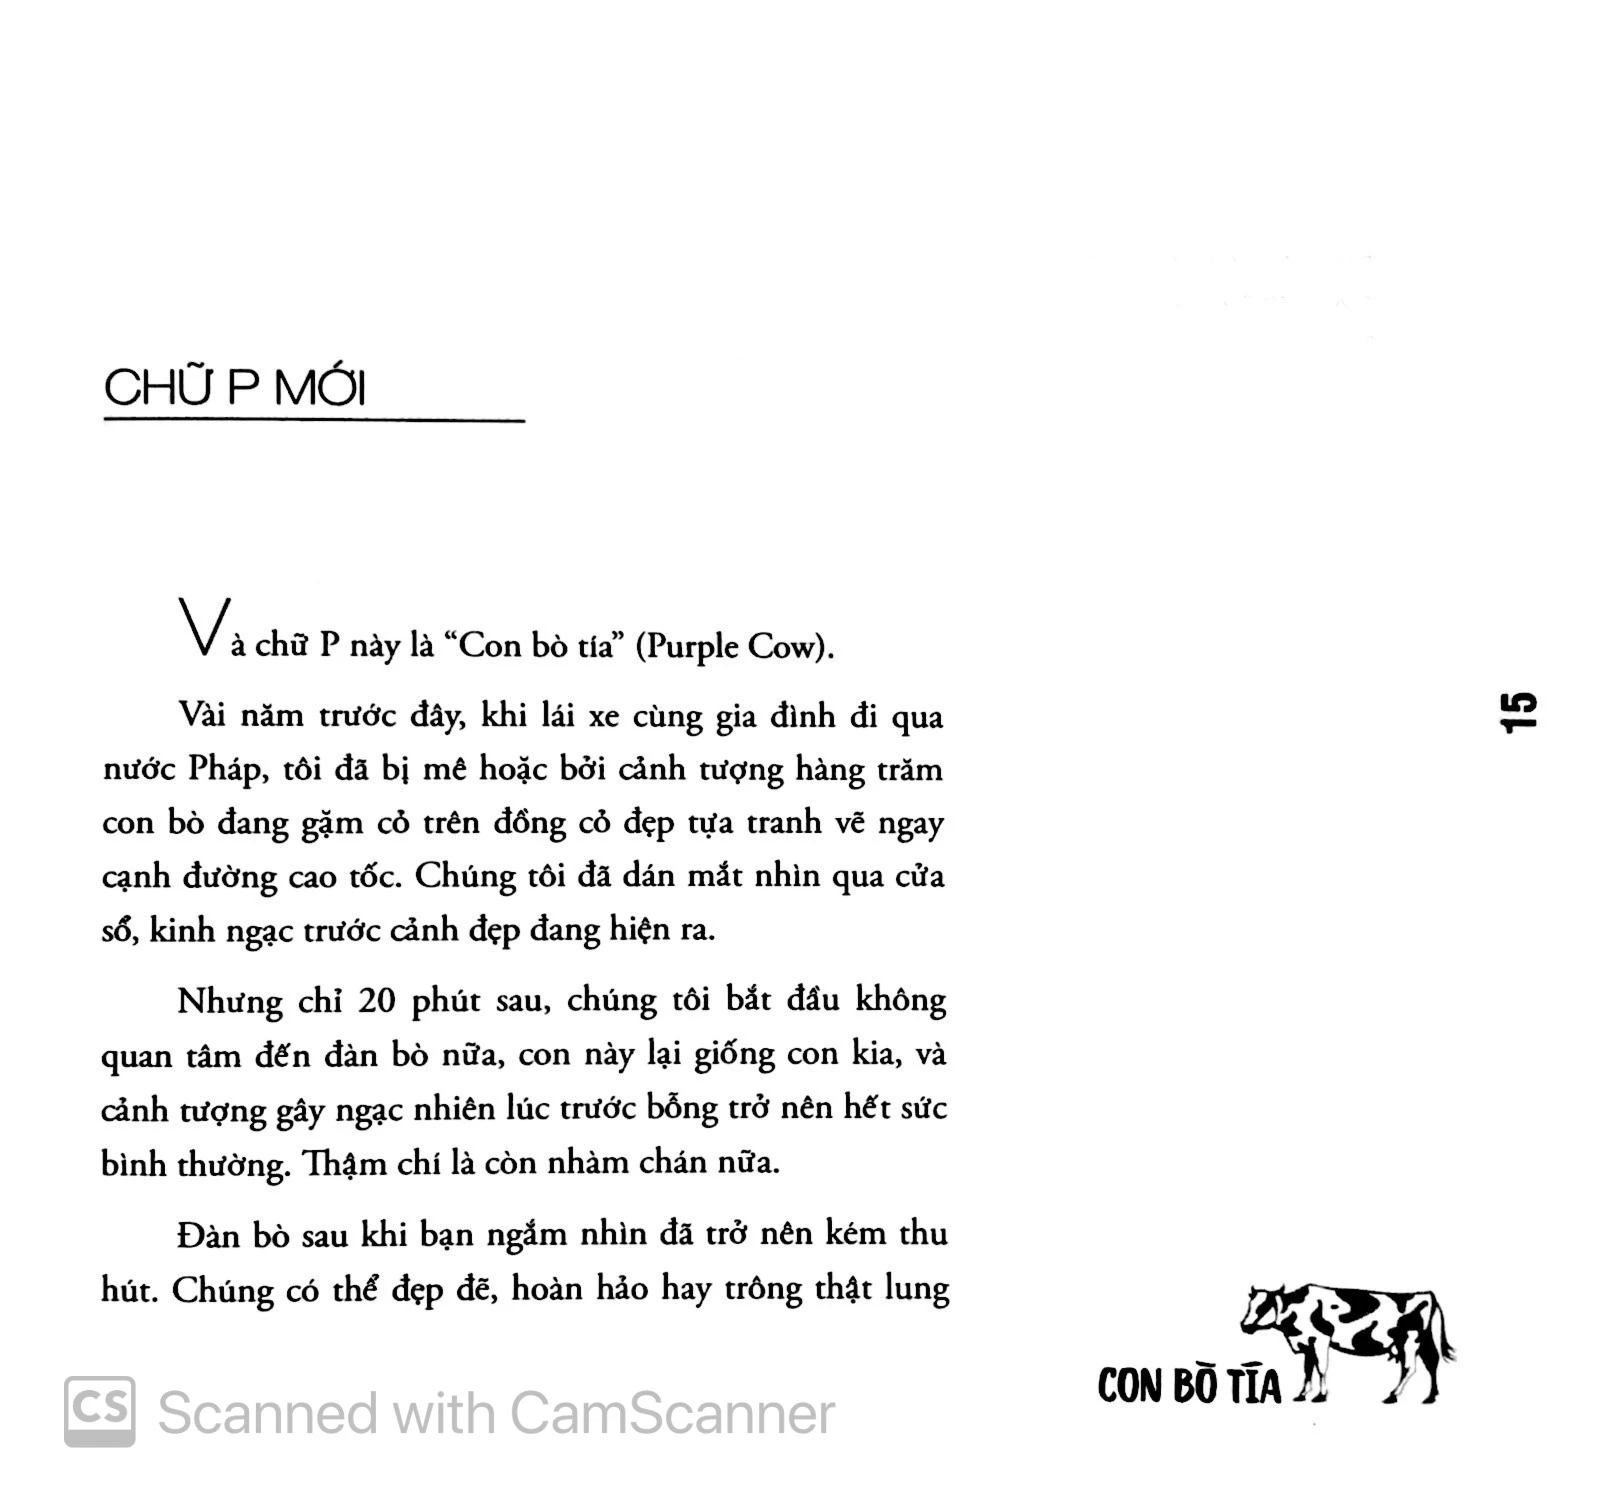 CHỮ P MỚI
Và chữ P này là “Con bò tía” (Purple Cow).
Vài năm trước đây, khi lái xe cùng gia đình đi qua
nước Pháp, tôi đã bị mê hoặc bởi cảnh tượng hàng trăm
con bò đang gặm cỏ trên đồng cỏ đẹp tựa tranh vẽ ngay
cạnh đường cao tốc. Chúng tôi đã dán mắt nhìn qua cửa
sổ, kinh ngạc trước cảnh đẹp đang hiện ra.
Nhưng chỉ 20 phút sau, chúng tôi bắt đầu không
quan tâm đến đàn bò nữa, con này lại giống con kia, và
cảnh tượng gây ngạc nhiên lúc trước bỗng trở nên hết sức
bình thường. Thậm chí là còn nhàm chán nữa.
Đàn bò sau khi bạn ngắm nhìn đã trở nên kém thu
hút. Chúng có thể đẹp đẽ, hoàn hảo hay trông thật lung
15
CON BÒ TÍA
CS Scanned with CamScanner